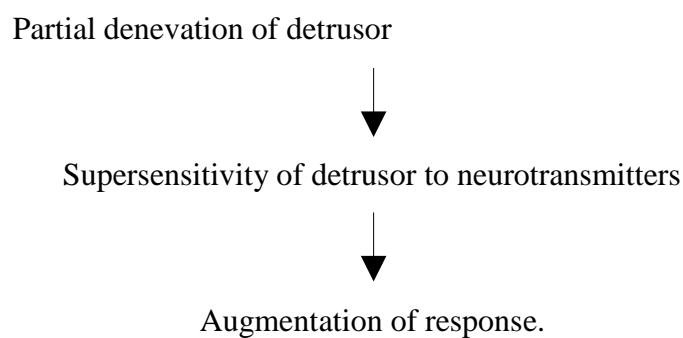 Partial denevation of detrusor
Supersensitivity of detrusor to neurotransmitters
Augmentation of response.